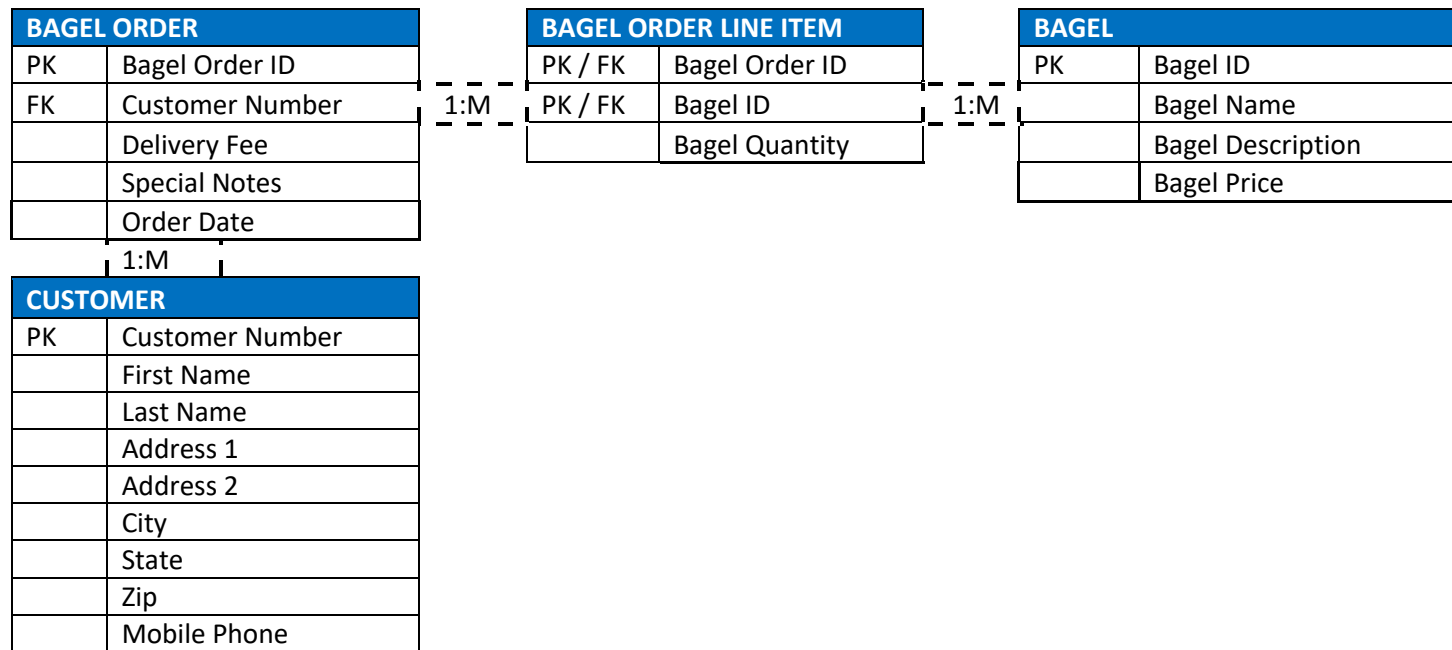 BAGEL ORDER
PK Bagel Order ID
FK Customer Number
Delivery Fee
Special Notes
Order Date
1:M
BAGEL ORDER LINE ITEM
PK / FK Bagel Order ID
PK / FK Bagel ID
Bagel Quantity
1:M
BAGEL
PK Bagel ID
Bagel Name
Bagel Description
Bagel Price
1:M
CUSTOMER
PK Customer Number
First Name
Last Name
Address 1
Address 2
City
State
Zip
Mobile Phone